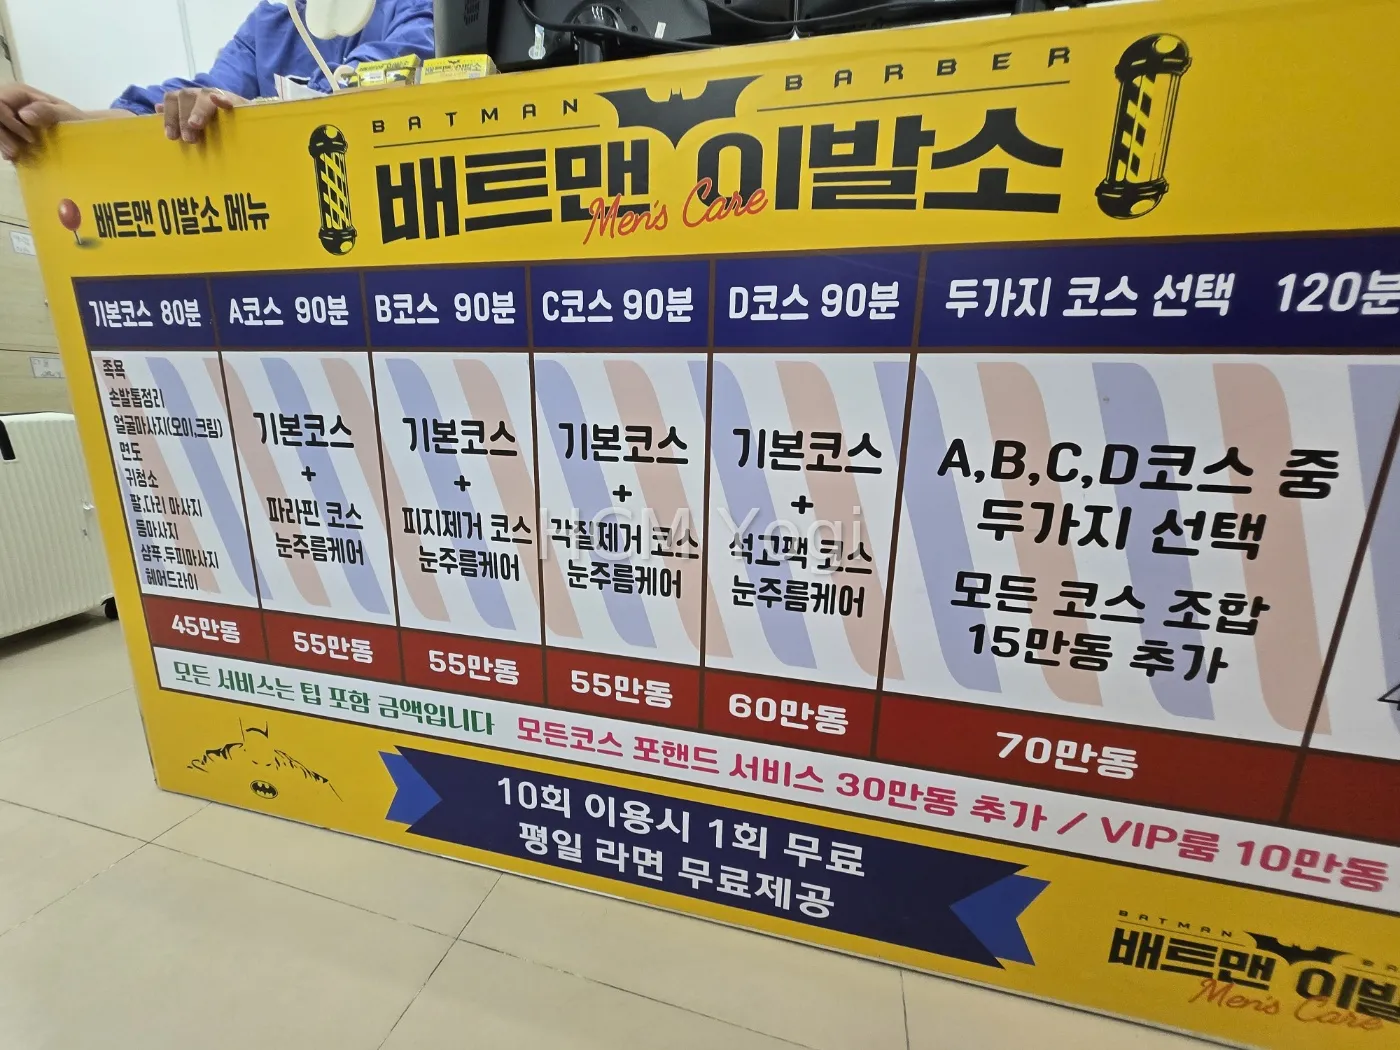 BATMAN BARBER
배트맨 이발소
Men's Care
배트맨 이발소 메뉴
기본코스 80분
A코스 90분
B코스 90분
C코스 90분
D코스 90분
두가지 코스 선택 120분
족욕
손발톱정리
얼굴마사지(오이,크림)
면도
귀청소
팔.다리 마사지
등마사지
샴푸.두피마사지
헤어드라이
45만동
기본코스
+
파라핀 코스
눈주름케어
55만동
기본코스
+
피지제거 코스
눈주름케어
55만동
기본코스
+
각질제거 코스
눈주름케어
55만동
기본코스
+
석고팩 코스
눈주름케어
60만동
A,B,C,D코스 중
두가지 선택
모든 코스 조합
15만동 추가
70만동
모든 서비스는 팁 포함 금액입니다 모든코스 포핸드 서비스 30만동 추가 / VIP룸 10만동
10회 이용시 1회 무료
평일 라면 무료제공
BATMAN
배트맨 이발
Men's Care
HCM Yogi